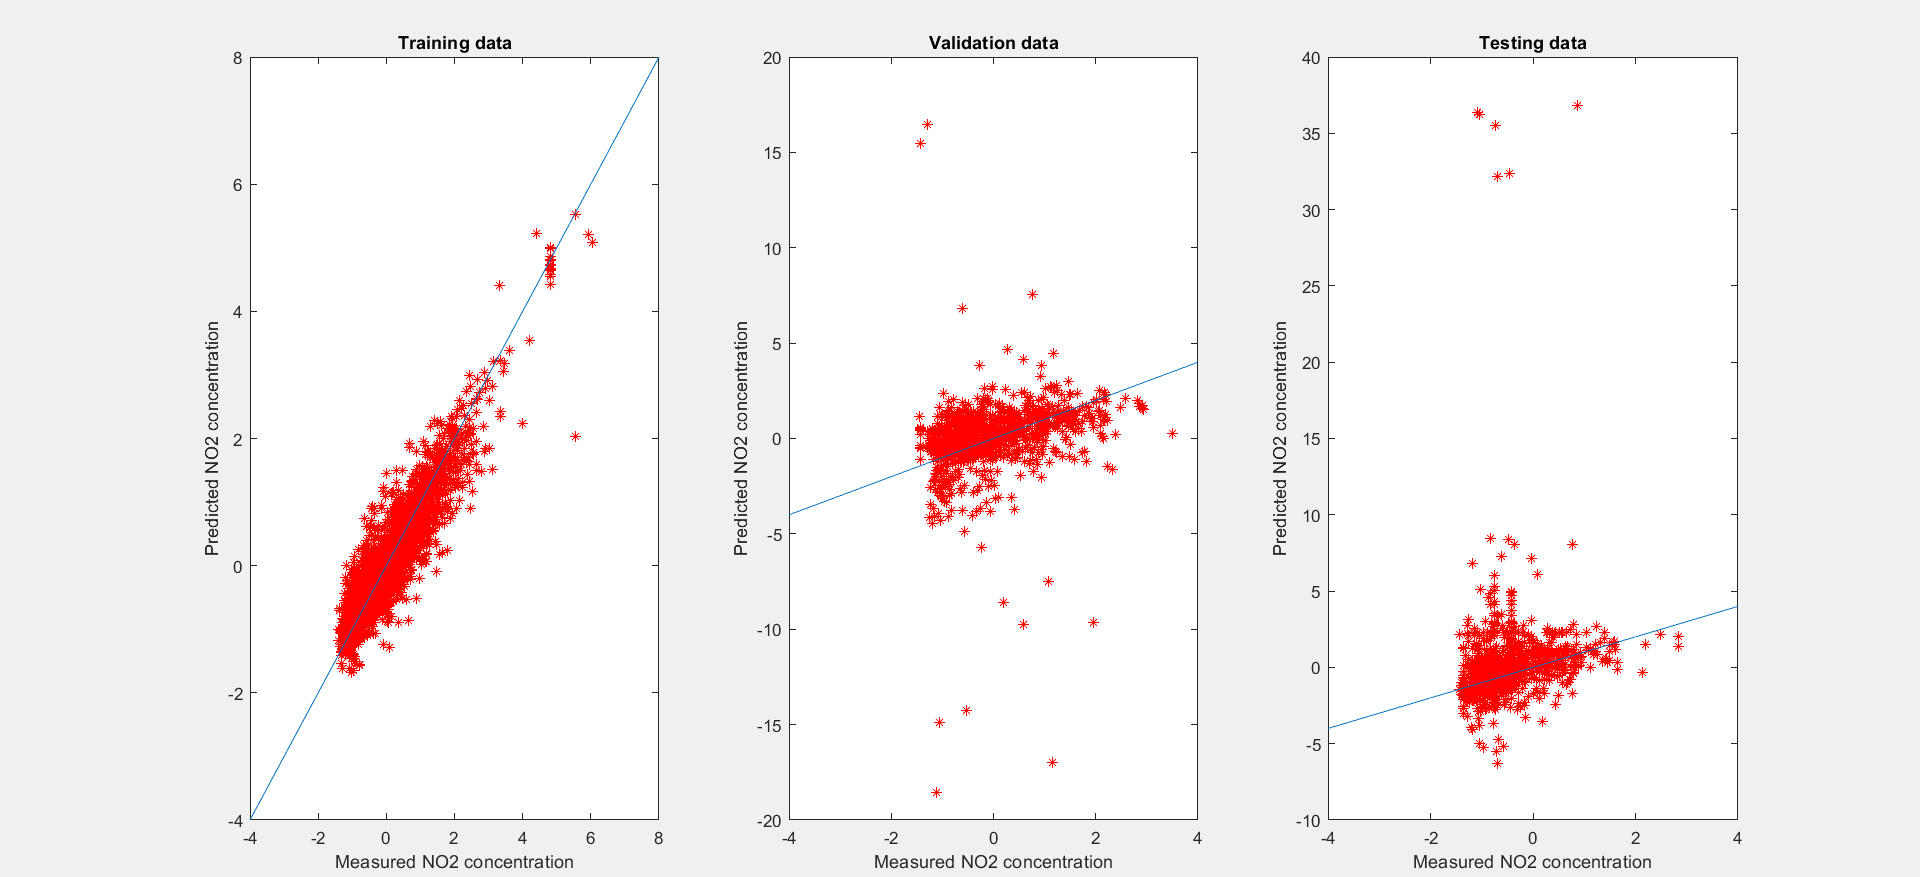 Training data
8
6
4
2
0
-2
-4
-4 -2 0 2 4 6 8
Predicted NO2 concentration
Measured NO2 concentration
Validation data
20
15
10
5
0
-5
-10
-15
-20
-4 -2 0 2 4
Predicted NO2 concentration
Measured NO2 concentration
Testing data
40
35
30
25
20
15
10
5
0
-5
-10
-4 -2 0 2 4
Predicted NO2 concentration
Measured NO2 concentration